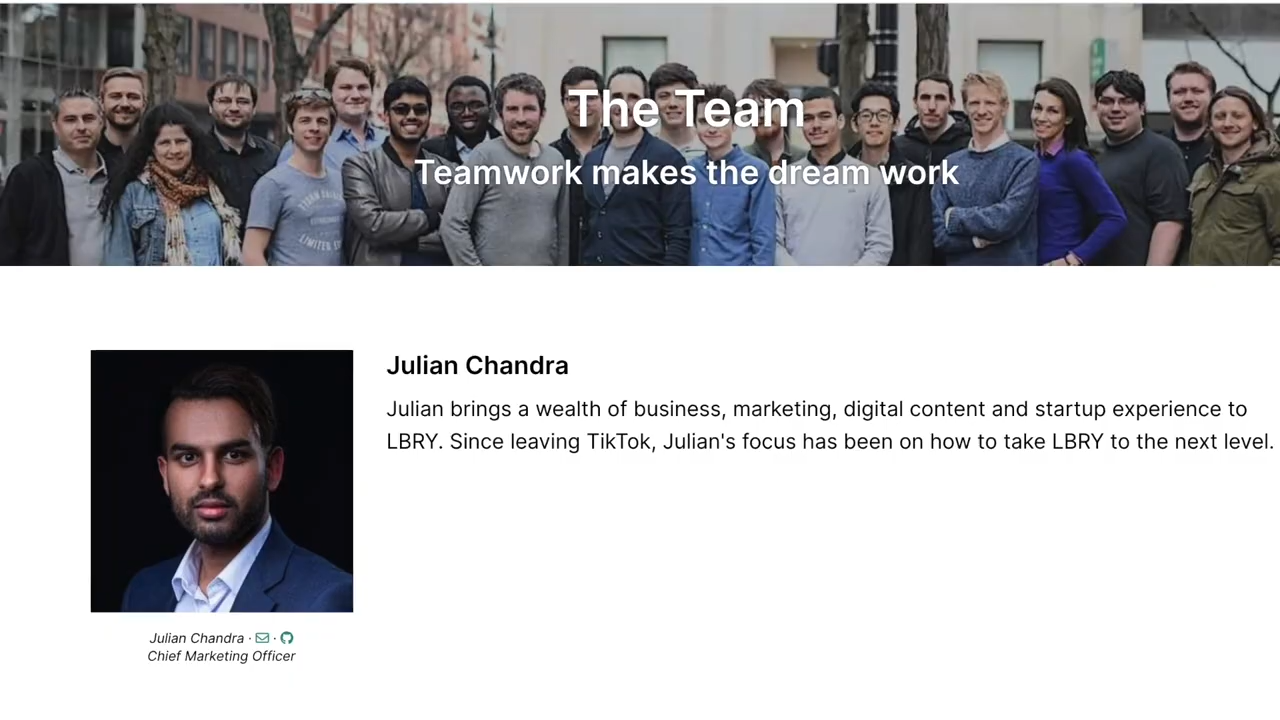 The Team
Teamwork makes the dream work
Julian Chandra
Julian brings a wealth of business, marketing, digital content and startup experience to
LBRY. Since leaving TikTok, Julian's focus has been on how to take LBRY to the next level.
Julian Chandra · ·
Chief Marketing Officer